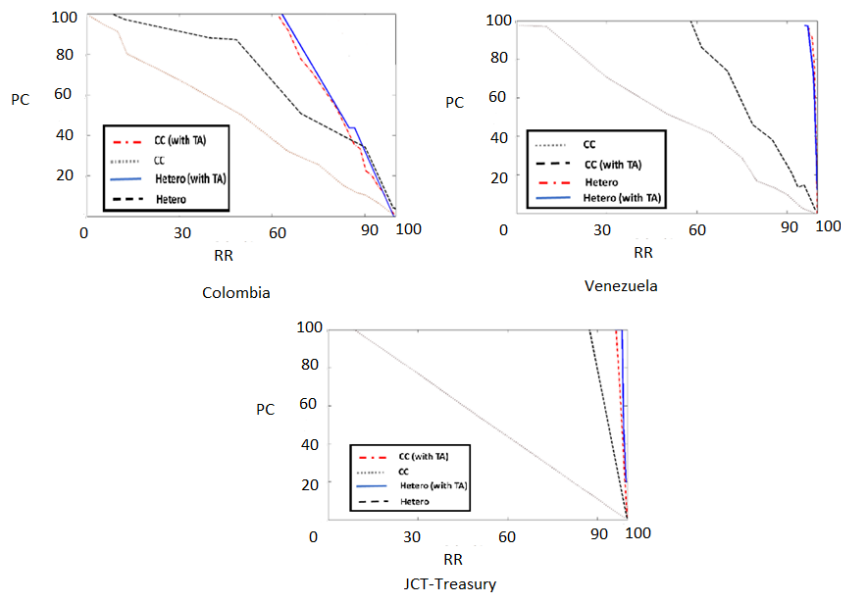 100
80
60
40
20
PC
CC (with TA)
CC
Hetero (with TA)
Hetero
0
30
60
90
100
RR
Colombia
100
80
60
40
20
PC
CC
CC (with TA)
Hetero
Hetero (with TA)
0
30
60
90
100
RR
Venezuela
100
80
60
40
20
PC
CC (with TA)
CC
Hetero (with TA)
Hetero
0
30
60
90
100
RR
JCT-Treasury